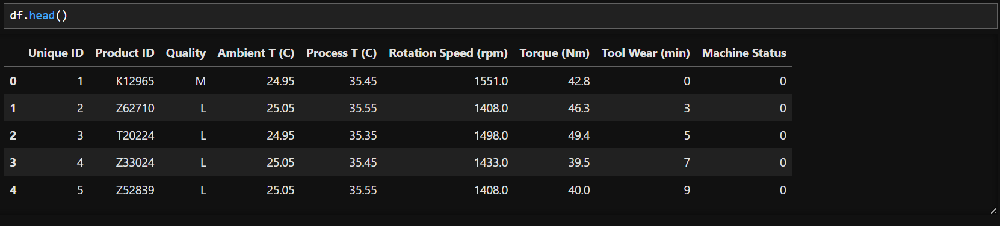 df.head()
Unique ID Product ID Quality Ambient T (C) Process T (C) Rotation Speed (rpm) Torque (Nm) Tool Wear (min) Machine Status
0 1 K12965 M 24.95 35.45 1551.0 42.8 0 0
1 2 Z62710 L 25.05 35.55 1408.0 46.3 3 0
2 3 T20224 L 24.95 35.35 1498.0 49.4 5 0
3 4 Z33024 L 25.05 35.45 1433.0 39.5 7 0
4 5 Z52839 L 25.05 35.55 1408.0 40.0 9 0